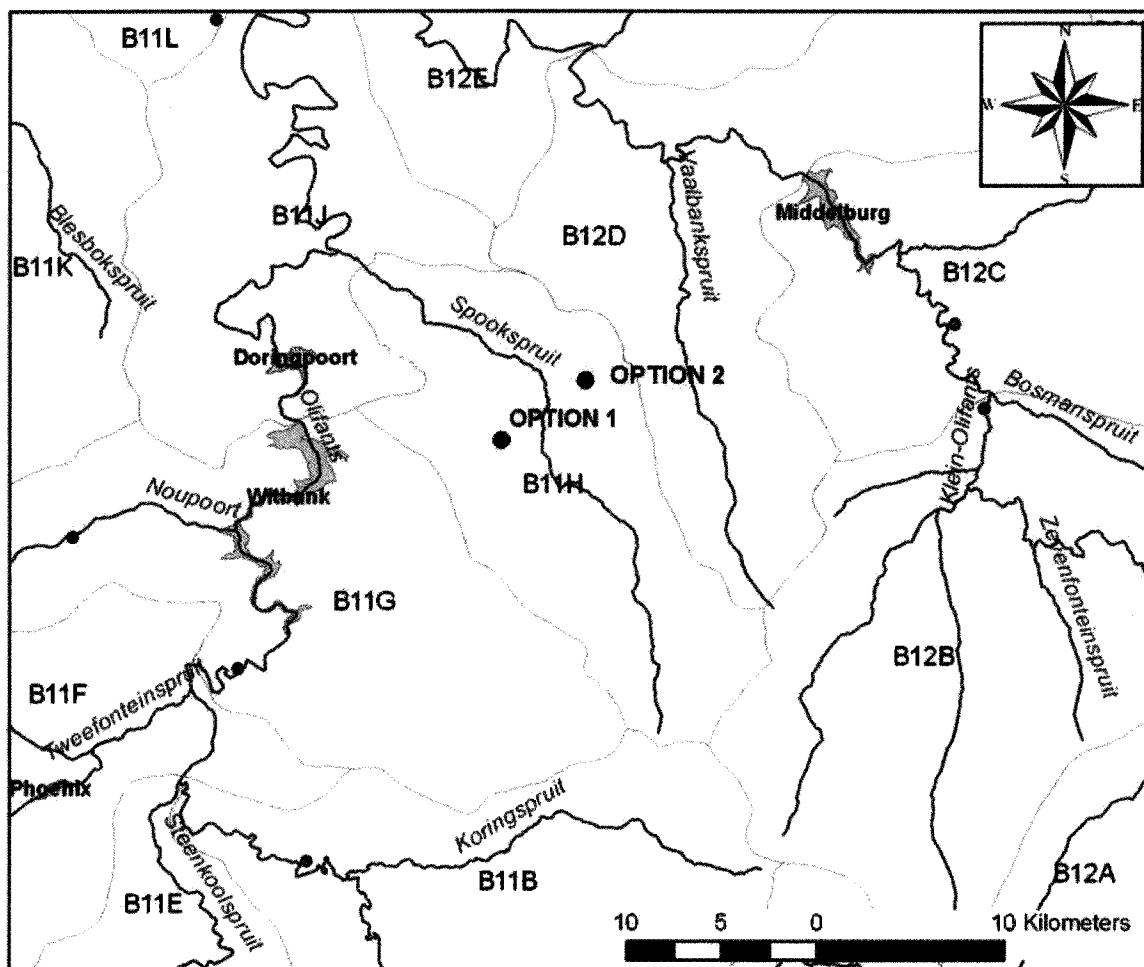 B11L
B12E
N
W
E
S
B11J
Vaalbankspruit
Middelburg
Blesbokspruit
B11K
B12D
B12C
Spookspruit
Doringpoort
OPTION 2
Olifants
OPTION 1
Klein-Olifants
Bosmanspruit
B11H
Noupoort
Witbank
Zevenfonteinspruit
B11G
B12B
B11F
Tweefonteinspruit
Phoenix
Koringspruit
Steenkoolspruit
B11E
B11B
B12A
10 5 0 10 Kilometers